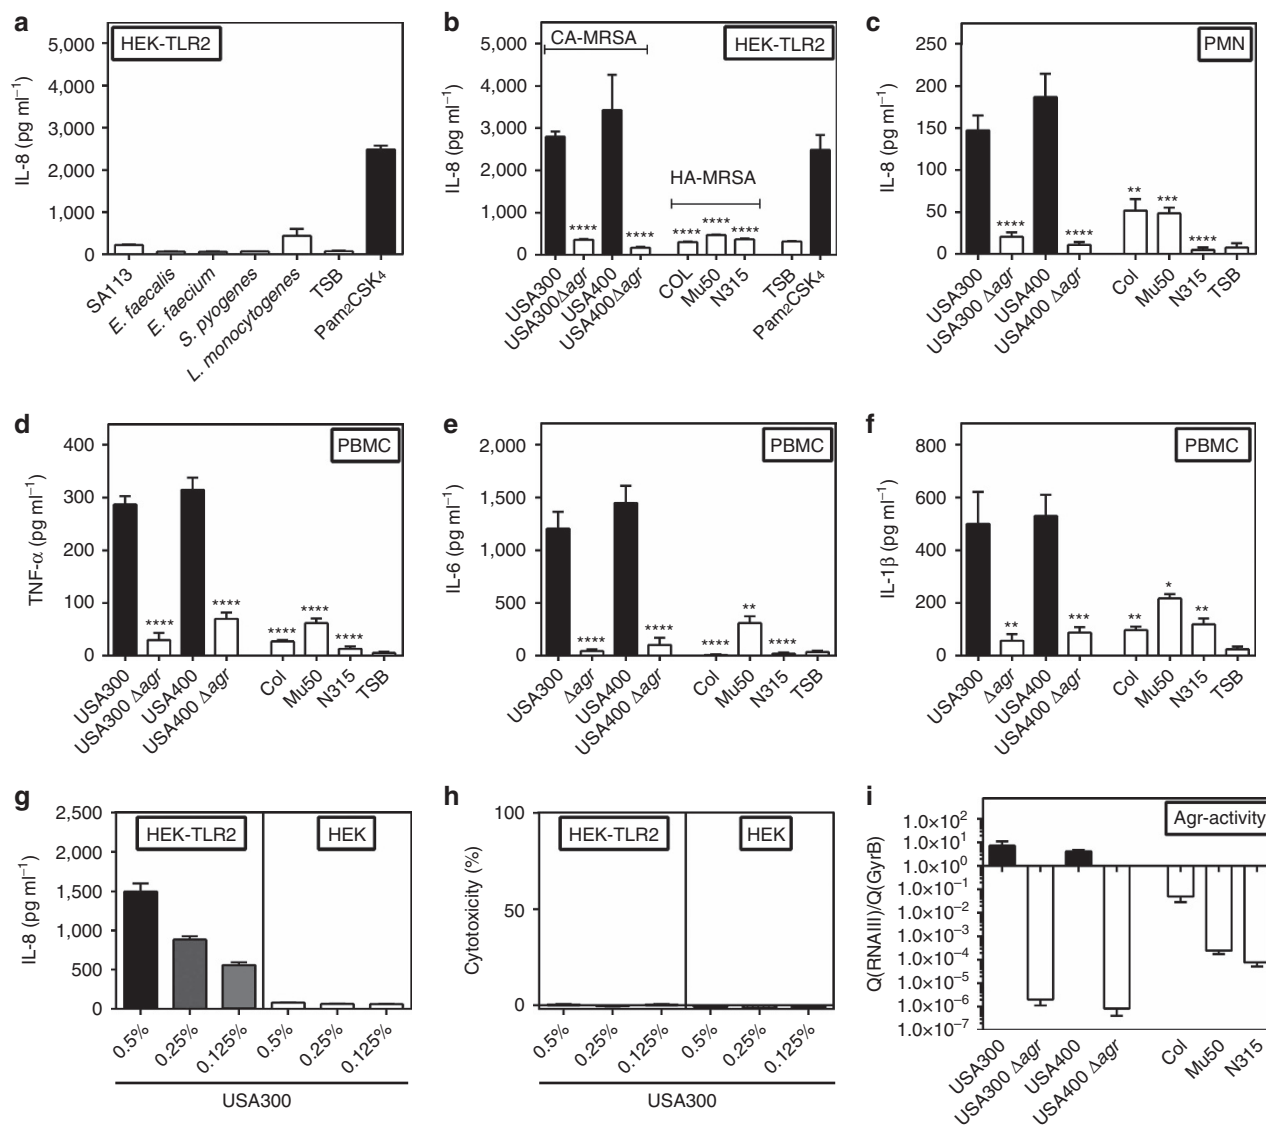 a
HEK-TLR2
IL-8 (pg ml⁻¹)
5,000
4,000
3,000
2,000
1,000
0
SA113
E. faecalis
E. faecium
S. pyogenes
L. monocytogenes
TSB
Pam₂CSK₄
b
CA-MRSA
HEK-TLR2
HA-MRSA
IL-8 (pg ml⁻¹)
5,000
4,000
3,000
2,000
1,000
0
**** **** **** **** ****
USA300
USA300Δagr
USA400
USA400Δagr
COL
Mu50
N315
TSB
Pam₂CSK₄
c
PMN
IL-8 (pg ml⁻¹)
250
200
150
100
50
0
**** **** ** *** ****
USA300
USA300 Δagr
USA400
USA400 Δagr
Col
Mu50
N315
TSB
d
PBMC
TNF-α (pg ml⁻¹)
400
300
200
100
0
**** **** **** **** ****
USA300
USA300 Δagr
USA400
USA400 Δagr
Col
Mu50
N315
TSB
e
PBMC
IL-6 (pg ml⁻¹)
2,000
1,500
1,000
500
0
**** **** **** ** ****
USA300
Δagr
USA400
USA400 Δagr
Col
Mu50
N315
TSB
f
PBMC
IL-1β (pg ml⁻¹)
800
600
400
200
0
** *** ** * **
USA300
Δagr
USA400
USA400 Δagr
Col
Mu50
N315
TSB
g
HEK-TLR2
HEK
IL-8 (pg ml⁻¹)
2,500
2,000
1,500
1,000
500
0
0.5%
0.25%
0.125%
0.5%
0.25%
0.125%
USA300
h
HEK-TLR2
HEK
Cytotoxicity (%)
100
50
0
0.5%
0.25%
0.125%
0.5%
0.25%
0.125%
USA300
i
Agr-activity
Q(RNAIII)/Q(GyrB)
1.0×10²
1.0×10¹
1.0×10⁰
1.0×10⁻¹
1.0×10⁻²
1.0×10⁻³
1.0×10⁻⁴
1.0×10⁻⁵
1.0×10⁻⁶
1.0×10⁻⁷
USA300
USA300 Δagr
USA400
USA400 Δagr
Col
Mu50
N315